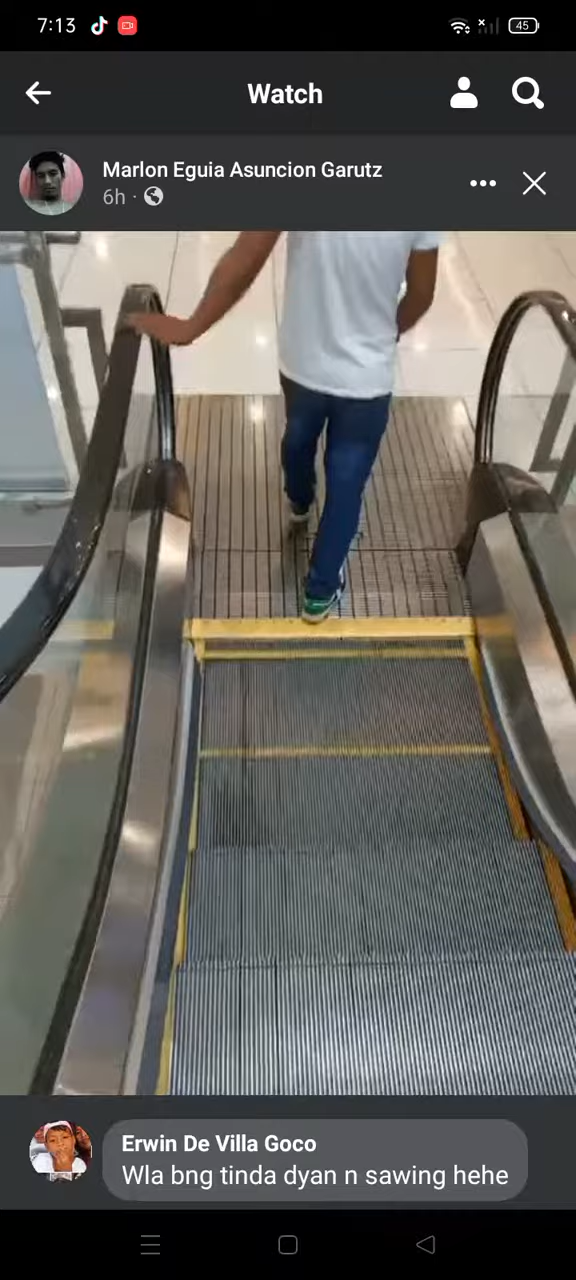 7:13
45
Watch
Marlon Eguia Asuncion Garutz
6h ·
Erwin De Villa Goco
Wla bng tinda dyan n sawing hehe